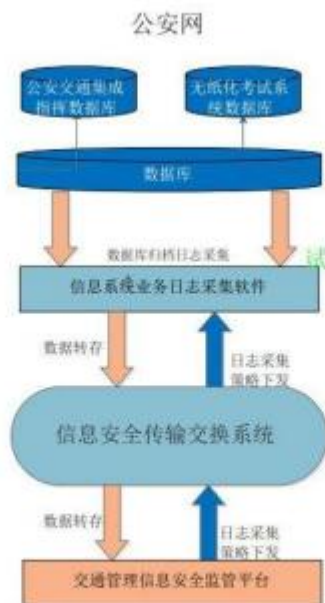 公安网
公安交通集成
指挥数据库
无纸化考试系
统数据库
数据库
数据库归档日志采集
试
信息系统业务日志采集软件
数据转存
日志采集
策略下发
信息安全传输交换系统
数据转存
日志采集
策略下发
交通管理信息安全监管平台